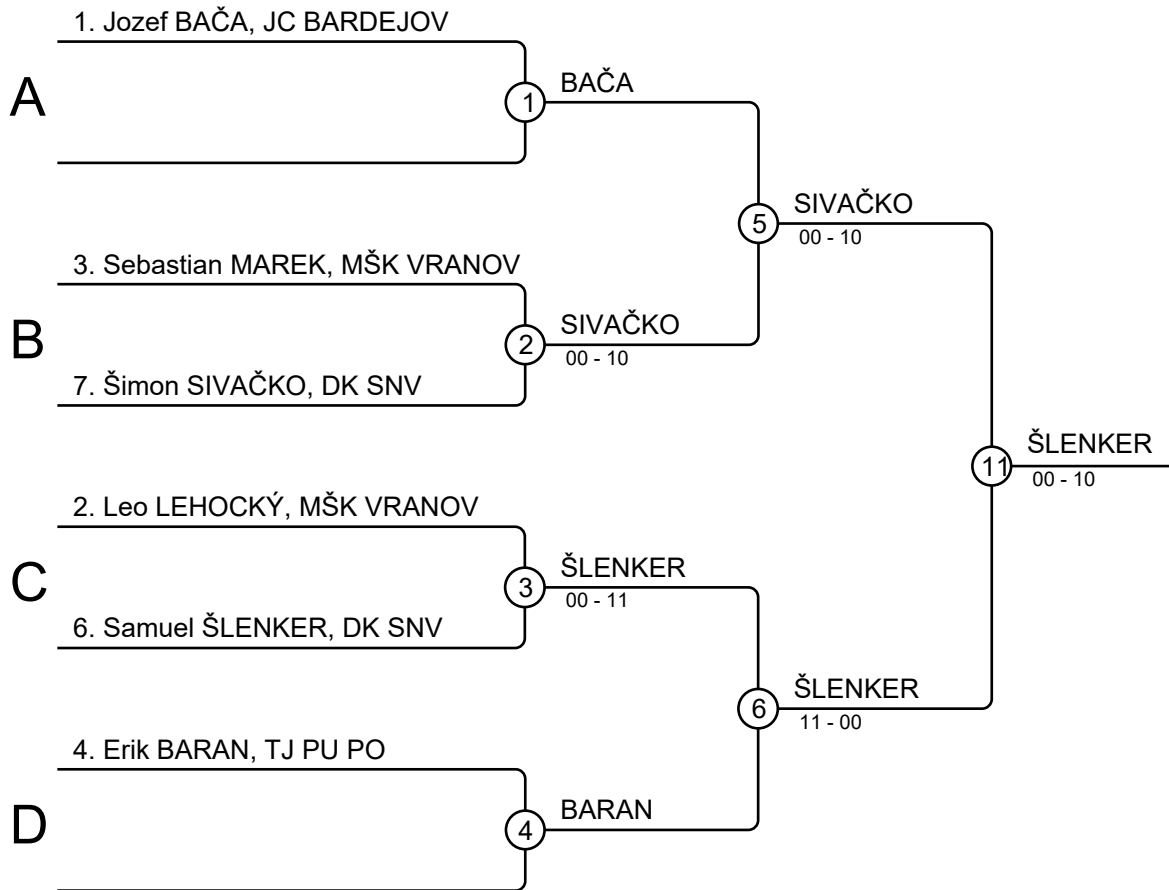 1. Jozef BAČA, JC BARDEJOV
A
1
BAČA
5
SIVAČKO
00 - 10
3. Sebastian MAREK, MŠK VRANOV
B
2
SIVAČKO
00 - 10
7. Šimon SIVAČKO, DK SNV
11
ŠLENKER
00 - 10
2. Leo LEHOCKÝ, MŠK VRANOV
C
3
ŠLENKER
00 - 11
6. Samuel ŠLENKER, DK SNV
6
ŠLENKER
11 - 00
4. Erik BARAN, TJ PU PO
D
4
BARAN